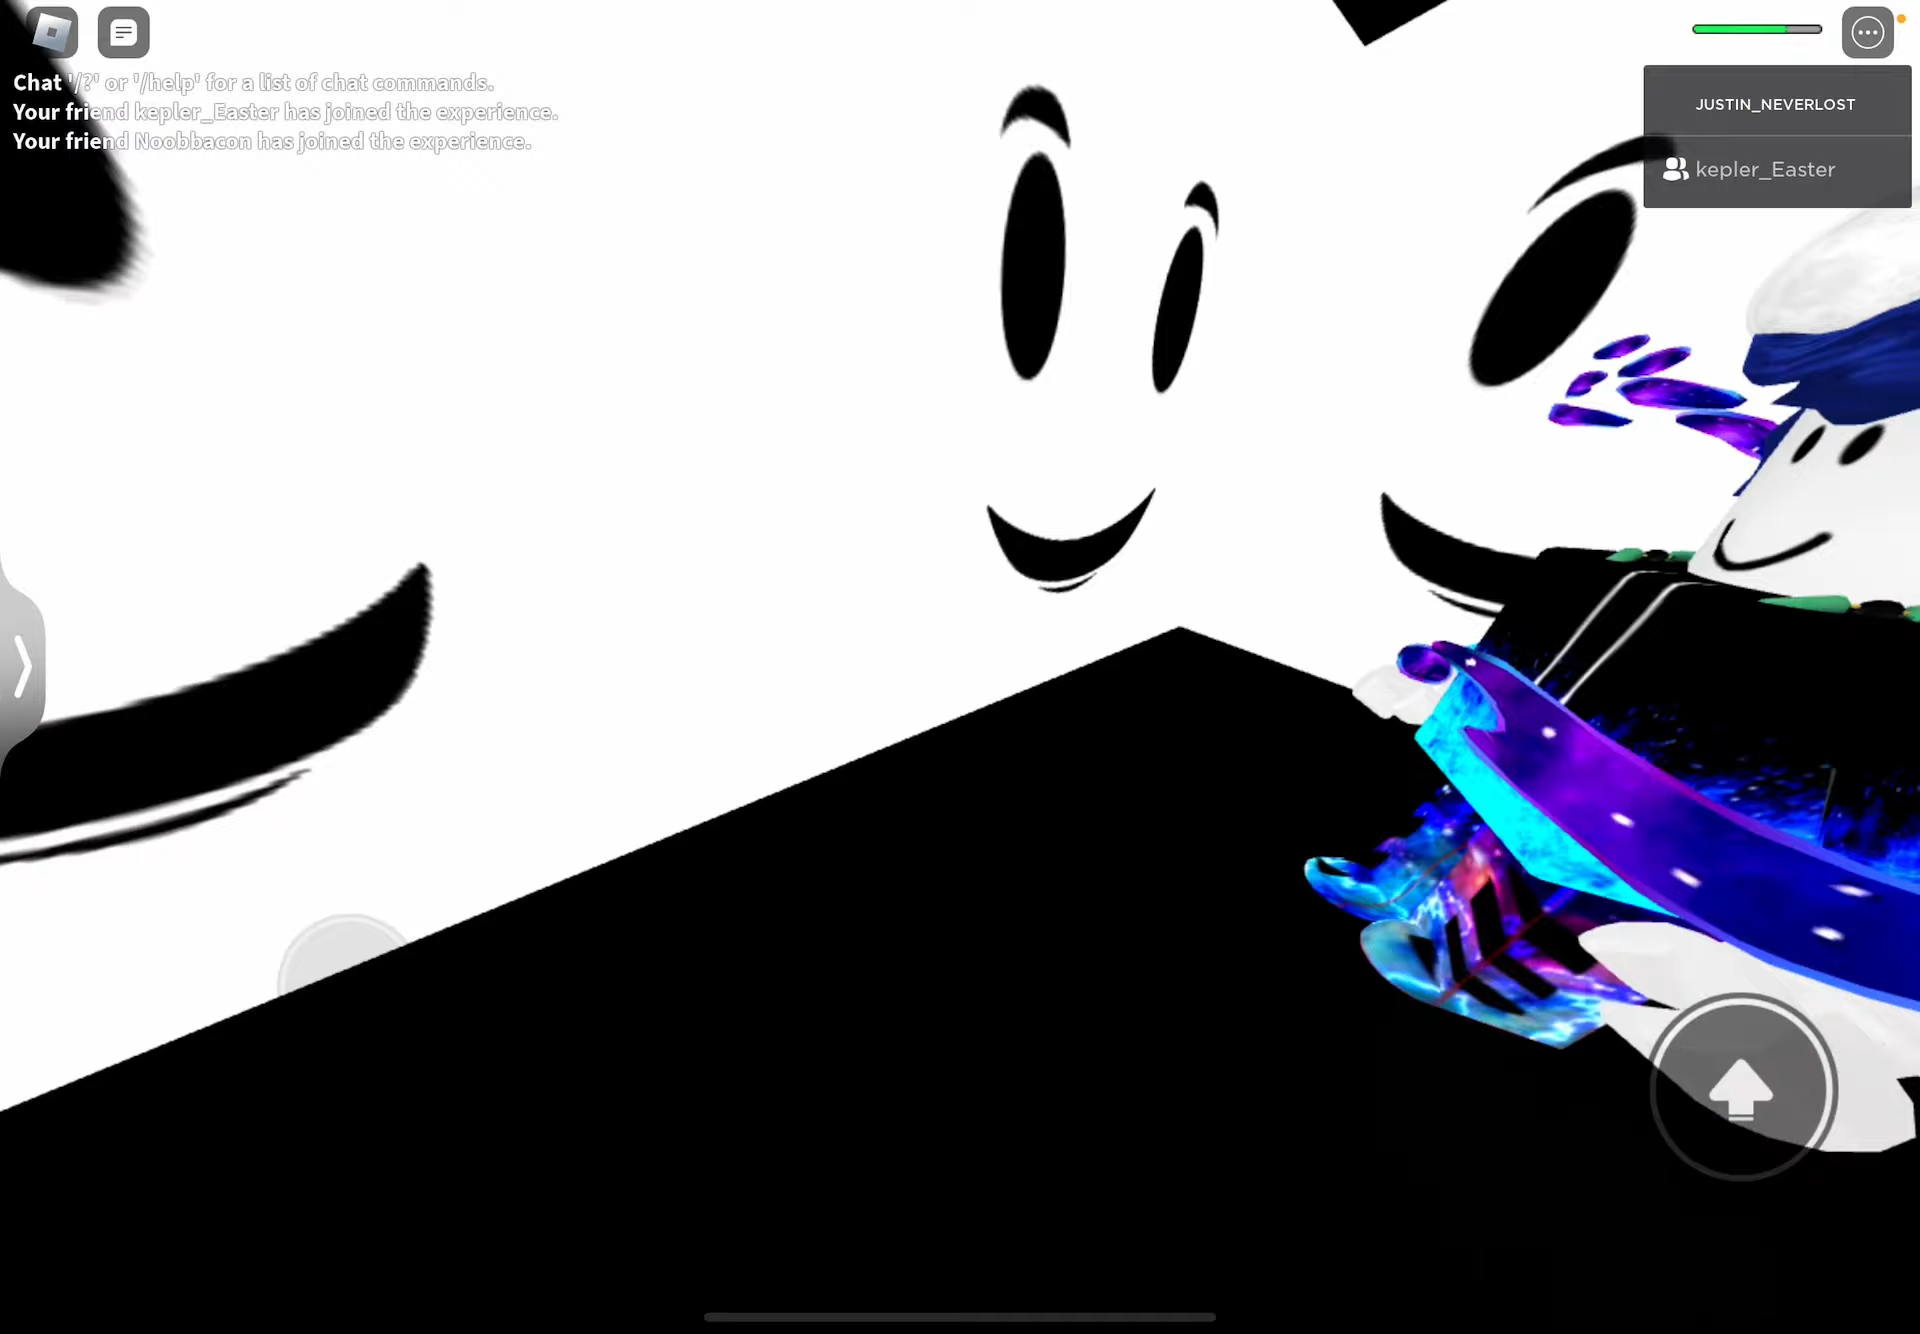 Chat '/?' or '/help' for a list of chat commands.
Your friend kepler_Easter has joined the experience.
Your friend Noobbacon has joined the experience.
JUSTIN_NEVERLOST
kepler_Easter